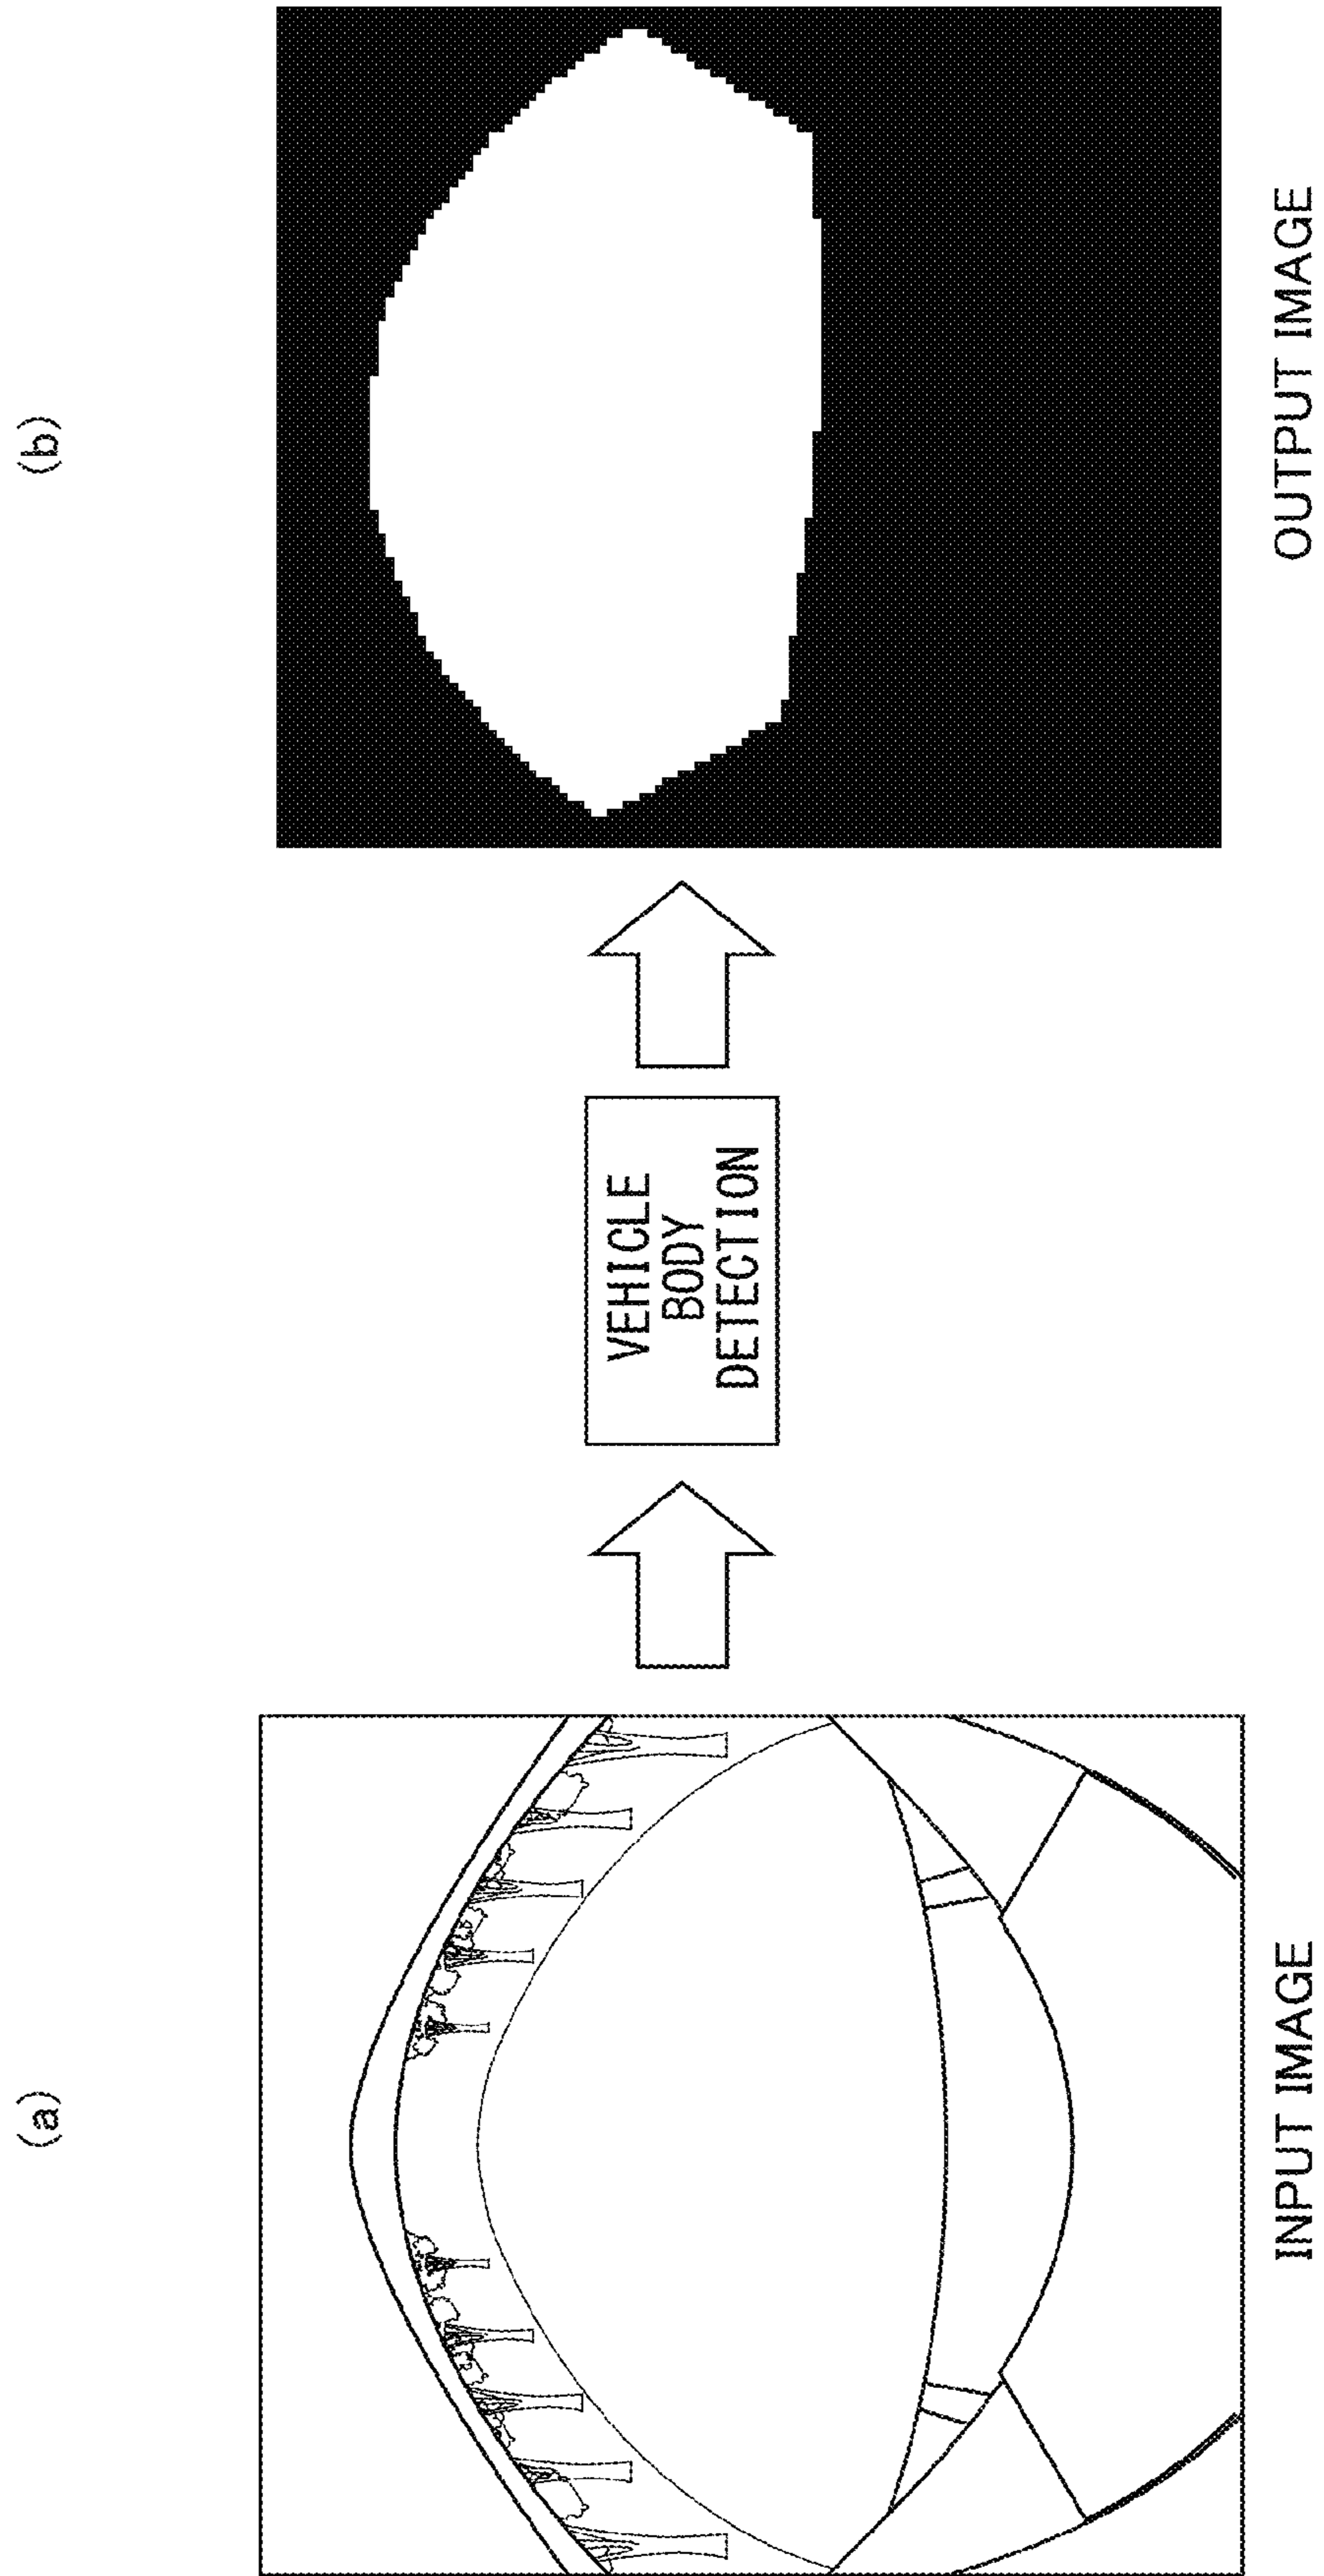 (a)
(b)
VEHICLE
BODY
DETECTION
INPUT IMAGE
OUTPUT IMAGE